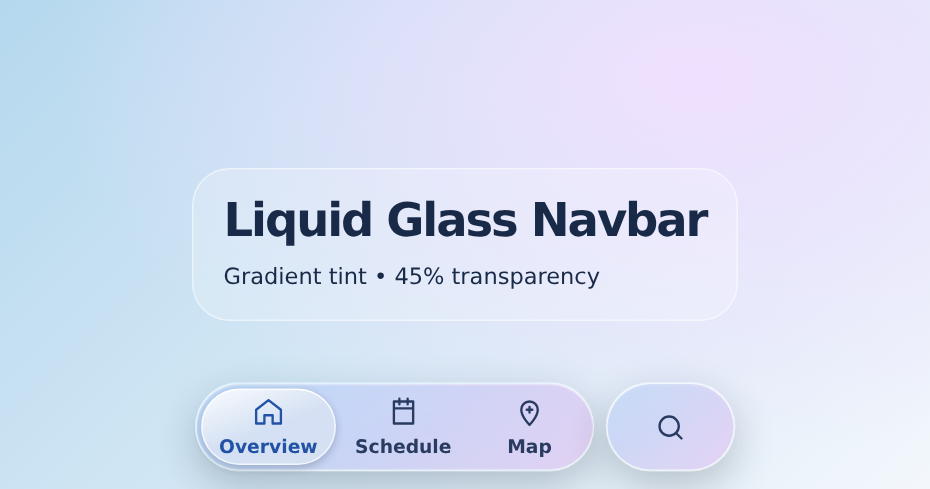 Liquid Glass Navbar
Gradient tint • 45% transparency
Overview
Schedule
Map